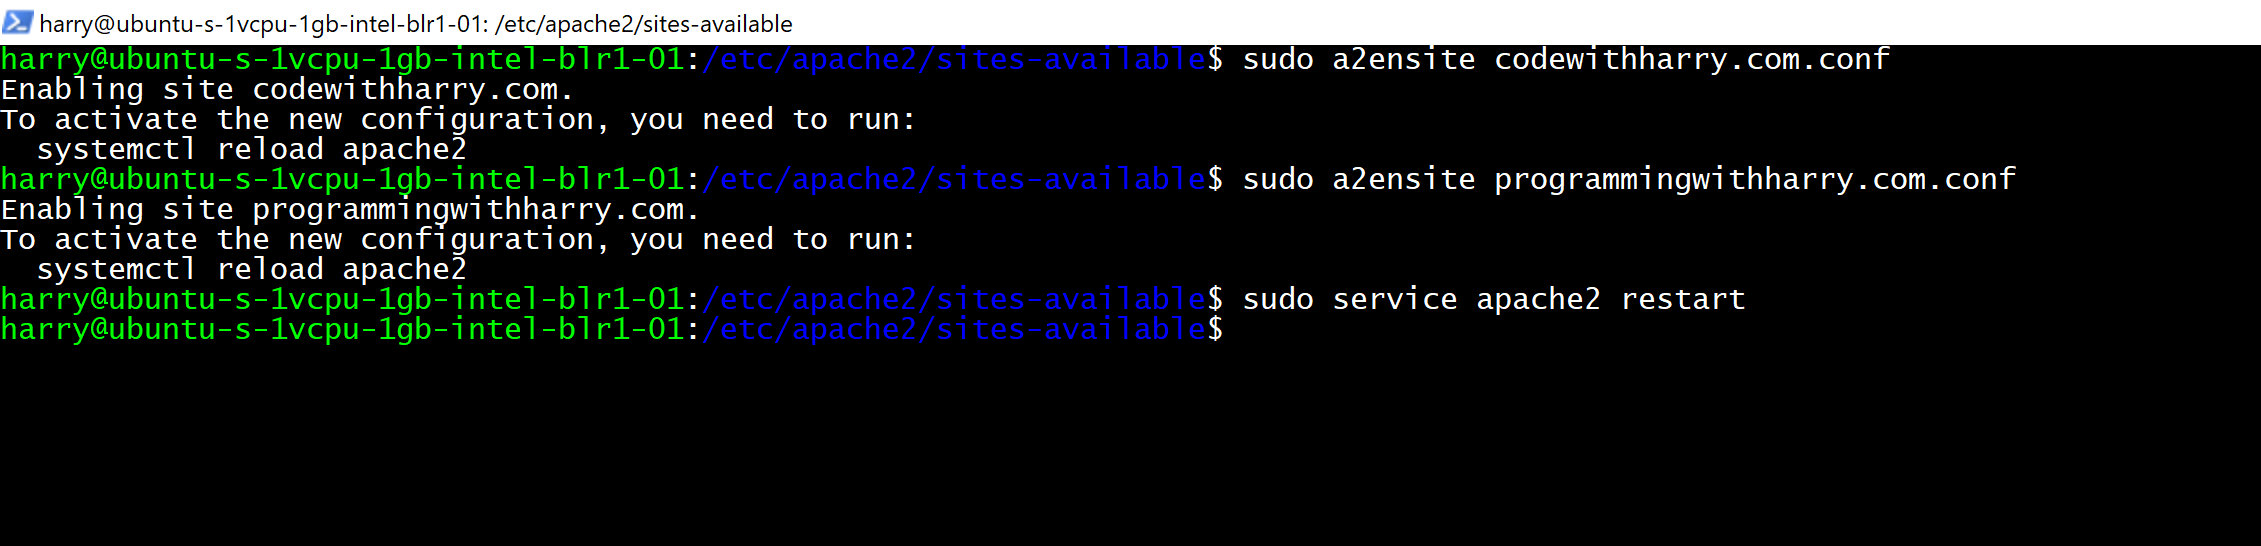 harry@ubuntu-s-1vcpu-1gb-intel-blr1-01: /etc/apache2/sites-available
harry@ubuntu-s-1vcpu-1gb-intel-blr1-01:/etc/apache2/sites-available$ sudo a2ensite codewithharry.com.conf
Enabling site codewithharry.com.
To activate the new configuration, you need to run:
  systemctl reload apache2
harry@ubuntu-s-1vcpu-1gb-intel-blr1-01:/etc/apache2/sites-available$ sudo a2ensite programmingwithharry.com.conf
Enabling site programmingwithharry.com.
To activate the new configuration, you need to run:
  systemctl reload apache2
harry@ubuntu-s-1vcpu-1gb-intel-blr1-01:/etc/apache2/sites-available$ sudo service apache2 restart
harry@ubuntu-s-1vcpu-1gb-intel-blr1-01:/etc/apache2/sites-available$